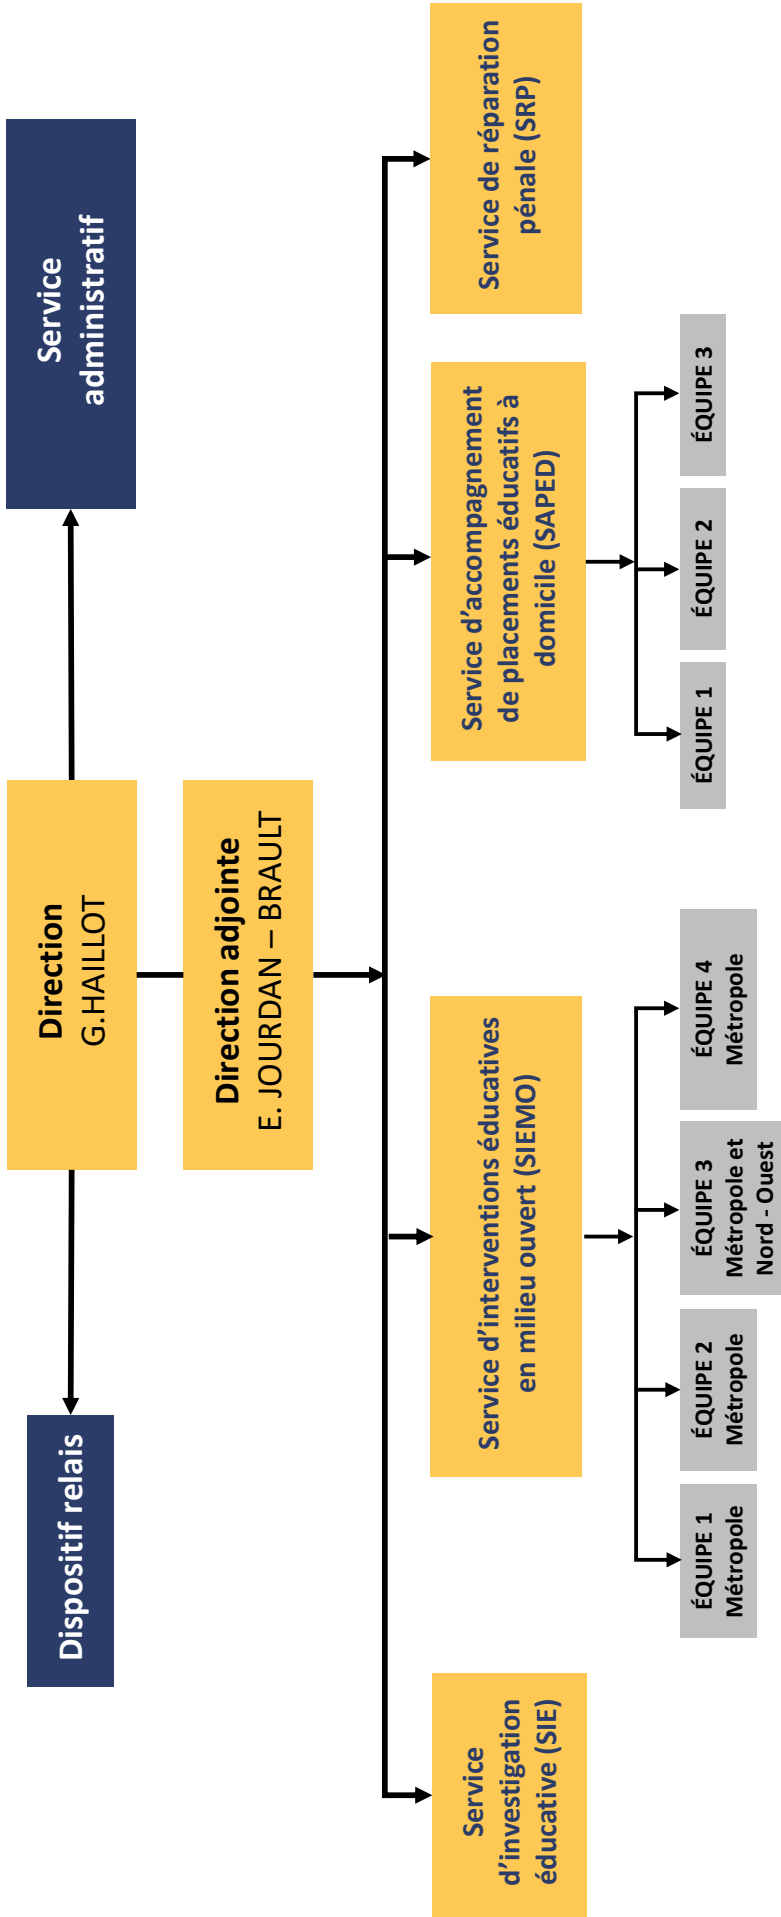 Dispositif relais
Direction
G.HAILLOT
Service
administratif
Direction adjointe
E. JOURDAN – BRAULT
Service
d’investigation
éducative (SIE)
Service d’interventions éducatives
en milieu ouvert (SIEMO)
Service d’accompagnement
de placements éducatifs à
domicile (SAPED)
Service de réparation
pénale (SRP)
ÉQUIPE 1
Métropole
ÉQUIPE 2
Métropole
ÉQUIPE 3
Métropole et
Nord - Ouest
ÉQUIPE 4
Métropole
ÉQUIPE 1
ÉQUIPE 2
ÉQUIPE 3